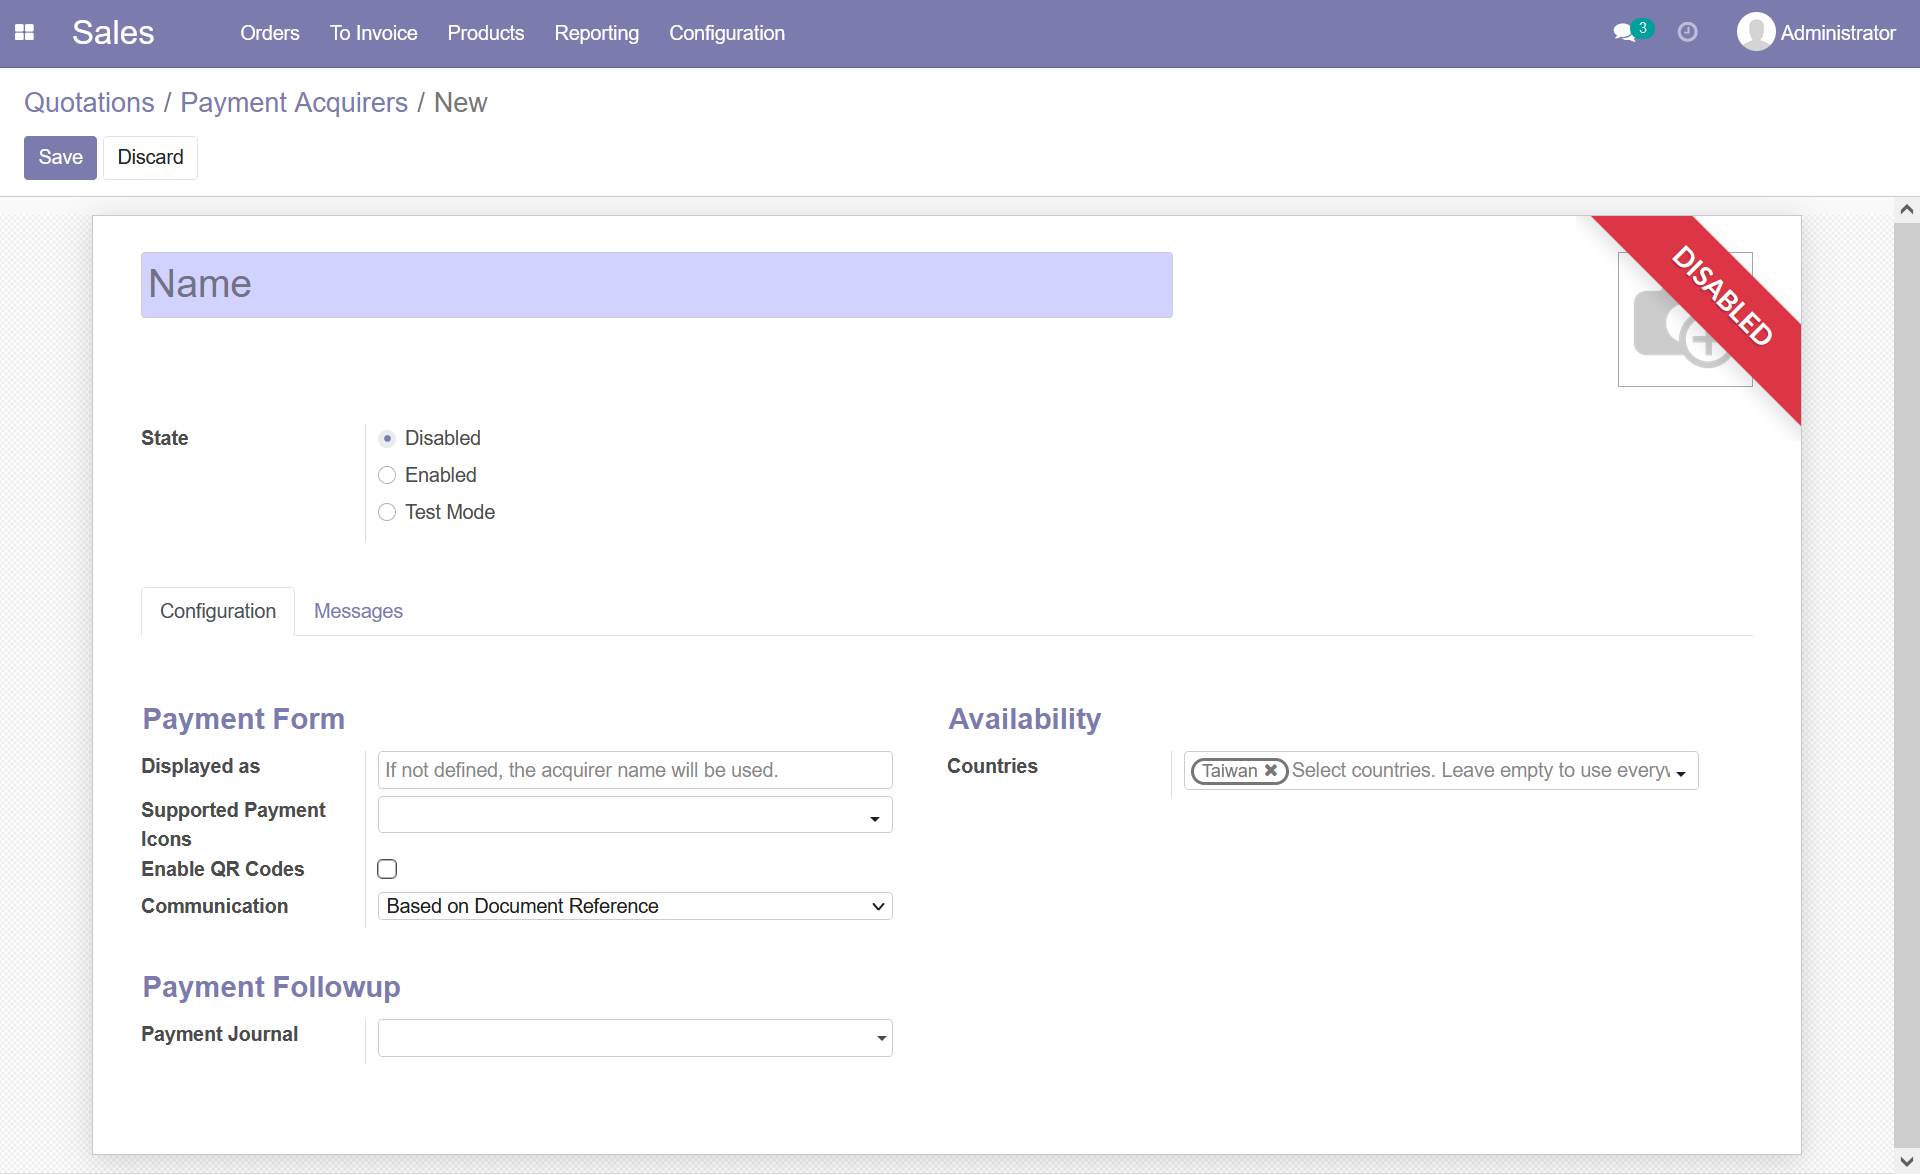 Sales Orders To Invoice Products Reporting Configuration 3 Administrator
Quotations / Payment Acquirers / New
Save Discard
Name
DISABLED
State
Disabled
Enabled
Test Mode
Configuration Messages
Payment Form
Displayed as If not defined, the acquirer name will be used.
Supported Payment Icons
Enable QR Codes
Communication Based on Document Reference
Availability
Countries Taiwan Select countries. Leave empty to use everyw
Payment Followup
Payment Journal